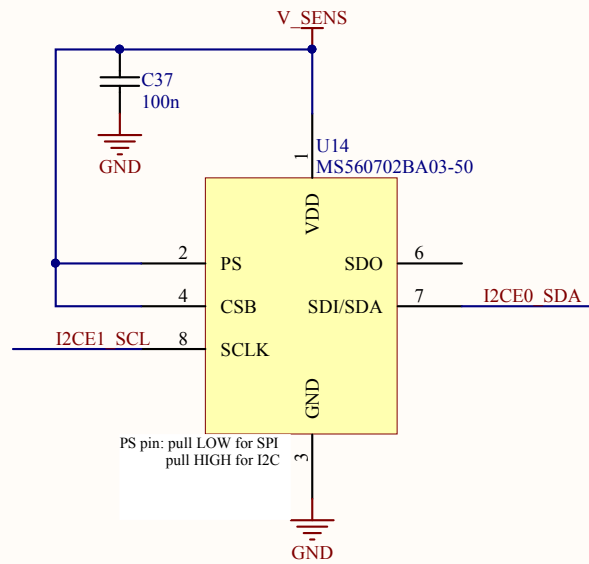 V_SENS
C37
100n
GND
U14
MS560702BA03-50
1
VDD
2
PS
SDO
6
4
CSB
SDI/SDA
7
I2CE0_SDA
I2CE1_SCL
8
SCLK
GND
PS pin: pull LOW for SPI
pull HIGH for I2C
3
GND